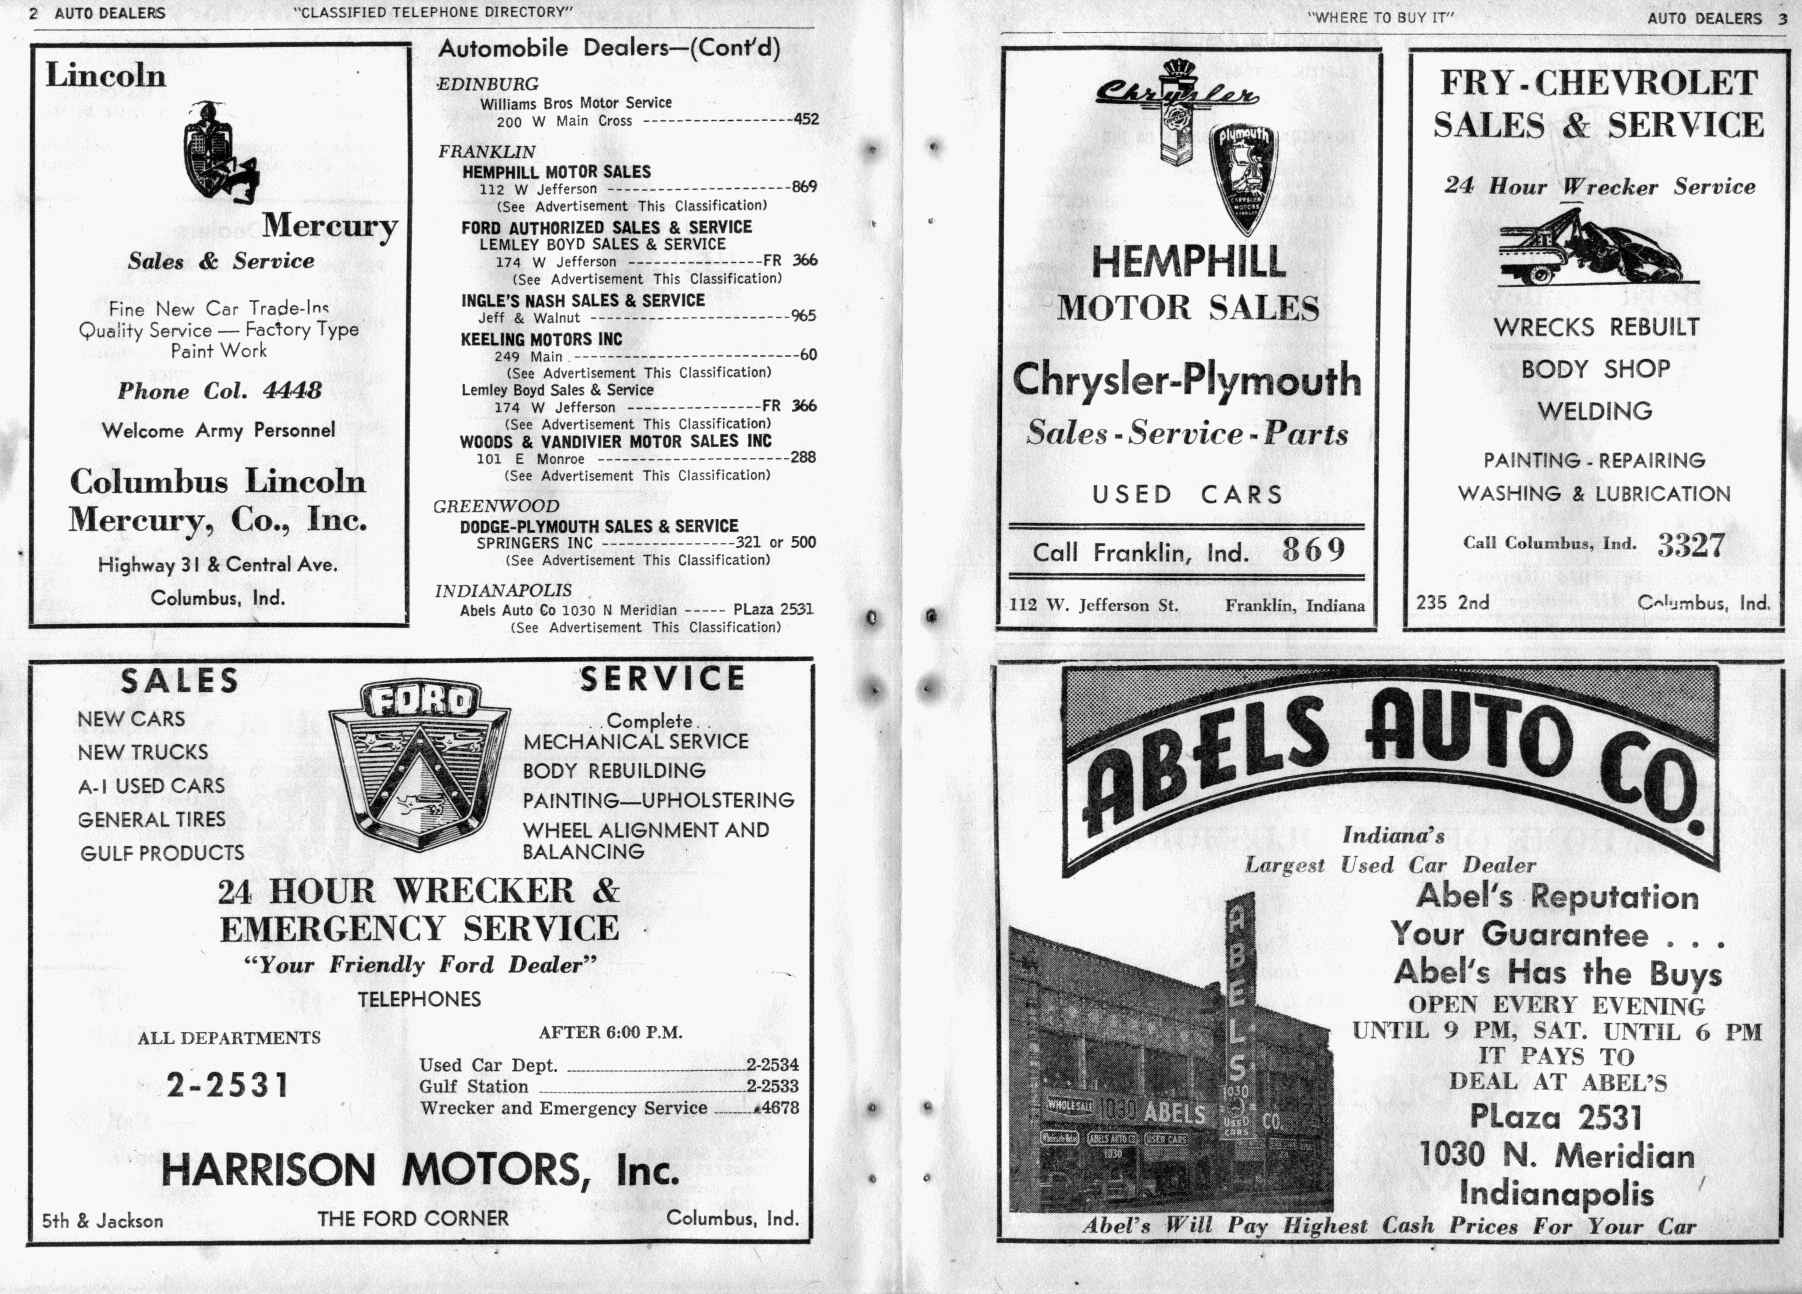 2 AUTO DEALERS
"CLASSIFIED TELEPHONE DIRECTORY"
Lincoln
Mercury
Sales & Service
Fine New Car Trade-Ins
Quality Service — Factory Type
Paint Work
Phone Col. 4448
Welcome Army Personnel
Columbus Lincoln
Mercury, Co., Inc.
Highway 31 & Central Ave.
Columbus, Ind.
Automobile Dealers—(Cont'd)
EDINBURG
Williams Bros Motor Service
200 W Main Cross -----------------452
FRANKLIN
HEMPHILL MOTOR SALES
112 W Jefferson ----------------------869
(See Advertisement This Classification)
FORD AUTHORIZED SALES & SERVICE
LEMLEY BOYD SALES & SERVICE
174 W Jefferson ----------------FR 366
(See Advertisement This Classification)
INGLE'S NASH SALES & SERVICE
Jeff & Walnut ------------------------965
KEELING MOTORS INC
249 Main ---------------------------60
(See Advertisement This Classification)
Lemley Boyd Sales & Service
174 W Jefferson ----------------FR 366
(See Advertisement This Classification)
WOODS & VANDIVIER MOTOR SALES INC
101 E Monroe -----------------------288
(See Advertisement This Classification)
GREENWOOD
DODGE-PLYMOUTH SALES & SERVICE
SPRINGERS INC ----------------321 or 500
(See Advertisement This Classification)
INDIANAPOLIS
Abels Auto Co 1030 N Meridian ----- PLaza 2531
(See Advertisement This Classification)
SALES
NEW CARS
NEW TRUCKS
A-1 USED CARS
GENERAL TIRES
GULF PRODUCTS
FORD
SERVICE
. . Complete . .
MECHANICAL SERVICE
BODY REBUILDING
PAINTING—UPHOLSTERING
WHEEL ALIGNMENT AND
BALANCING
24 HOUR WRECKER &
EMERGENCY SERVICE
"Your Friendly Ford Dealer"
TELEPHONES
ALL DEPARTMENTS
2-2531
AFTER 6:00 P.M.
Used Car Dept. ........2-2534
Gulf Station ........2-2533
Wrecker and Emergency Service ........4678
HARRISON MOTORS, Inc.
5th & Jackson
THE FORD CORNER
Columbus, Ind.
"WHERE TO BUY IT"
AUTO DEALERS 3
Chrysler
Plymouth
CHRYSLER
MOTORS
HEMPHILL
MOTOR SALES
Chrysler-Plymouth
Sales - Service - Parts
USED CARS
Call Franklin, Ind. 869
112 W. Jefferson St. Franklin, Indiana
FRY - CHEVROLET
SALES & SERVICE
24 Hour Wrecker Service
WRECKS REBUILT
BODY SHOP
WELDING
PAINTING - REPAIRING
WASHING & LUBRICATION
Call Columbus, Ind. 3327
235 2nd
Columbus, Ind.
ABELS AUTO CO.
Indiana's
Largest Used Car Dealer
Abel's Reputation
Your Guarantee . . .
Abel's Has the Buys
OPEN EVERY EVENING
UNTIL 9 PM, SAT. UNTIL 6 PM
IT PAYS TO
DEAL AT ABEL'S
PLaza 2531
1030 N. Meridian
Indianapolis
ABELS
1030
USED
CARS
WHOLESALE
1030 ABELS
CO.
ABELS AUTO CO
USED CARS
1030
Abel's Will Pay Highest Cash Prices For Your Car